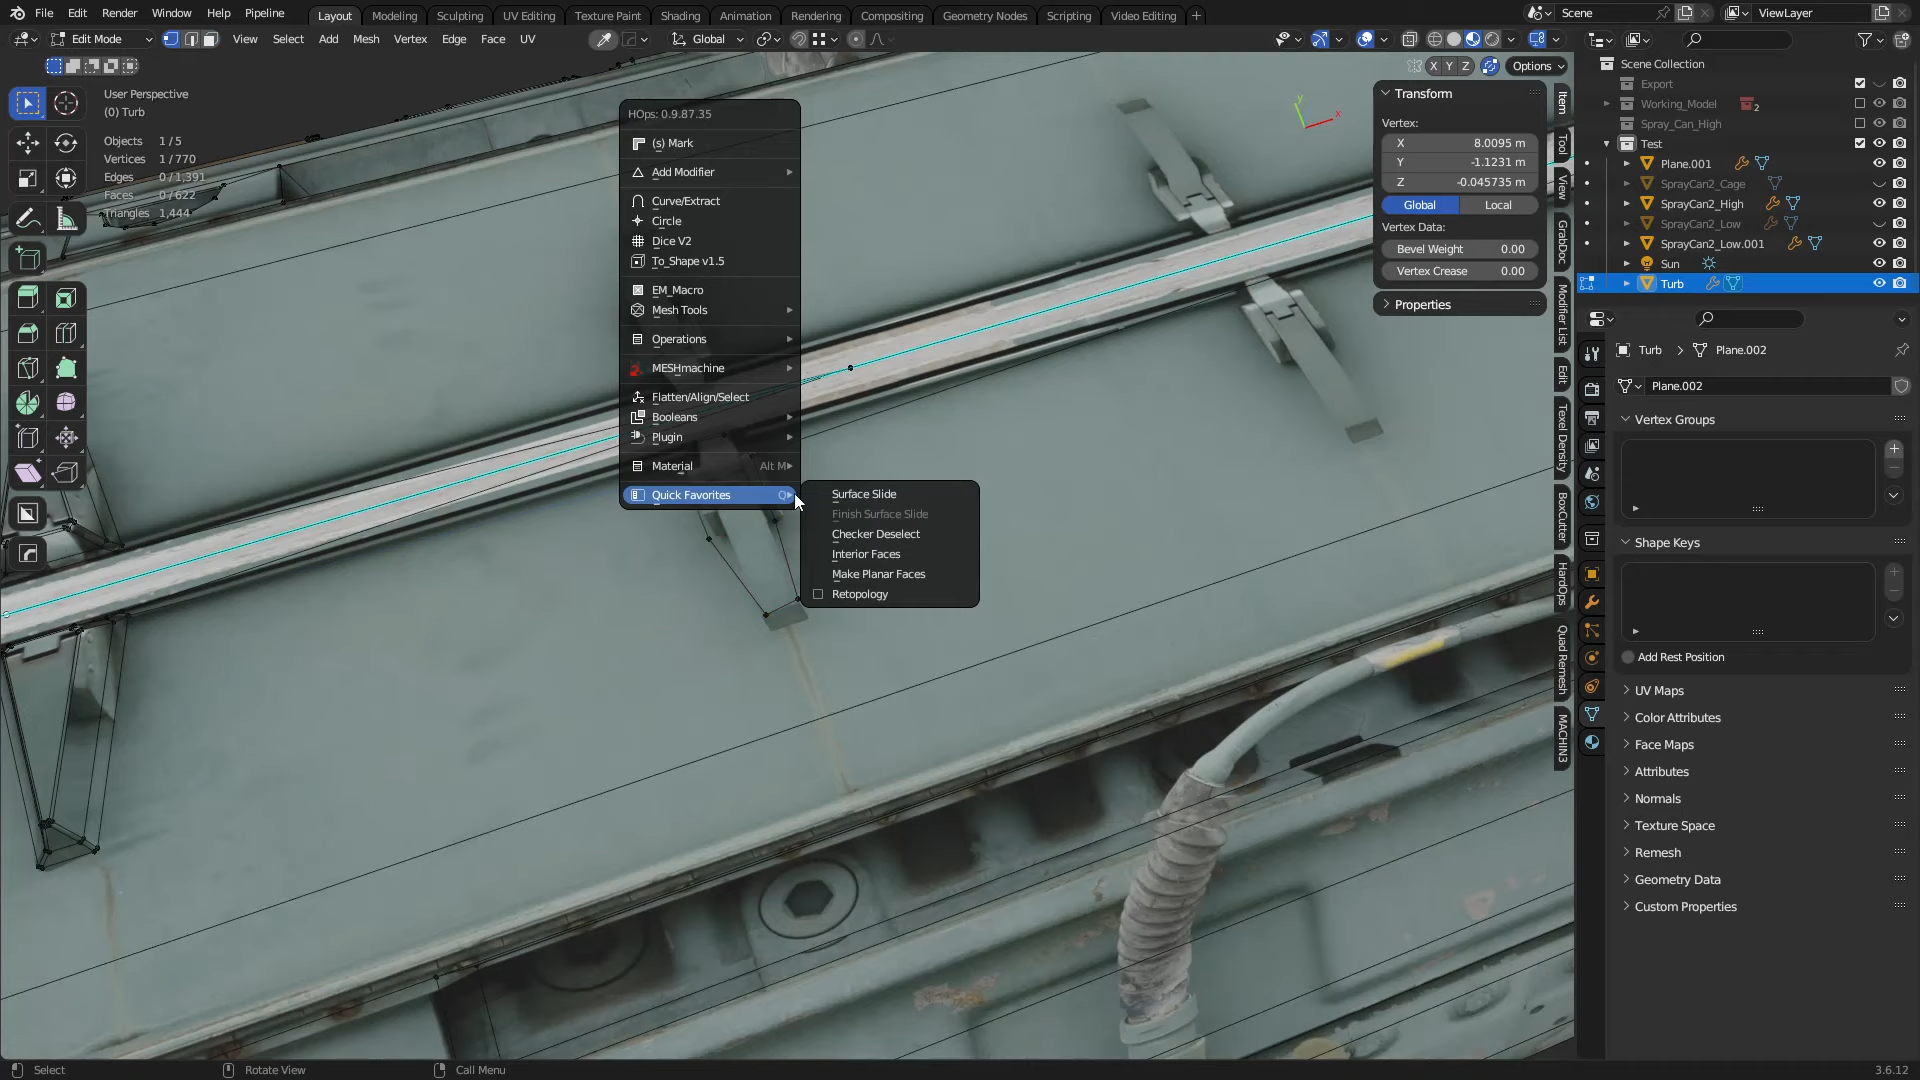 File Edit Render Window Help Pipeline Layout Modeling Sculpting UV Editing Texture Paint Shading Animation Rendering Compositing Geometry Nodes Scripting Video Editing + Scene ViewLayer
Edit Mode View Select Add Mesh Vertex Edge Face UV Global
X Y Z Options
User Perspective
(0) Turb
Objects 1/5
Vertices 1/770
Edges 0/1,391
Faces 0/622
Triangles 1,444
HOps: 0.9.87.35
(s) Mark
Add Modifier
Curve/Extract
Circle
Dice V2
To_Shape v1.5
EM_Macro
Mesh Tools
Operations
MESHmachine
Flatten/Align/Select
Booleans
Plugin
Material Alt M
Quick Favorites Q
Surface Slide
Finish Surface Slide
Checker Deselect
Interior Faces
Make Planar Faces
Retopology
y
x
Transform
Vertex:
X 8.0095 m
Y -1.1231 m
Z -0.045735 m
Global Local
Vertex Data:
Bevel Weight 0.00
Vertex Crease 0.00
Properties
Item
Tool
View
GrabDoc
Modifier List
Edit
Texel Density
BoxCutter
HardOps
Quad Remesh
MACHIN3
Scene Collection
Export
Working_Model 2
Spray_Can_High
Test
Plane.001
SprayCan2_Cage
SprayCan2_High
SprayCan2_Low
SprayCan2_Low.001
Sun
Turb
Turb Plane.002
Plane.002
Vertex Groups
Shape Keys
Add Rest Position
UV Maps
Color Attributes
Face Maps
Attributes
Normals
Texture Space
Remesh
Geometry Data
Custom Properties
Select Rotate View Call Menu 3.6.12